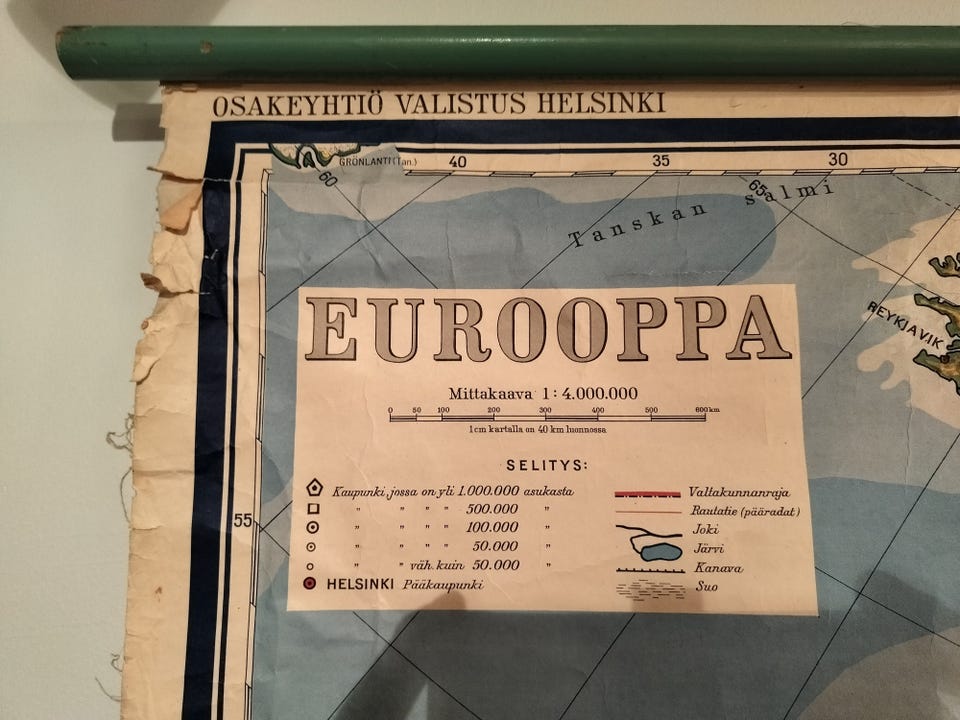 OSAKEYHTIÖ VALISTUS HELSINKI
GRÖNLANTI (Tan.)
40
35
30
60
65
Tanskan salmi
EUROOPPA
REYKJAVIK
Mittakaava 1:4.000.000
0 50 100 200 300 400 500 600 km
1 cm kartalla on 40 km luonnossa
SELITYS:
Kaupunki, jossa on yli 1.000.000 asukasta
" " " " 500.000 "
" " " " 100.000 "
" " " " 50.000 "
" " väh. kuin 50.000 "
HELSINKI Pääkaupunki
Valtakunnanraja
Rautatie (pääradat)
Joki
Järvi
Kanava
Suo
55